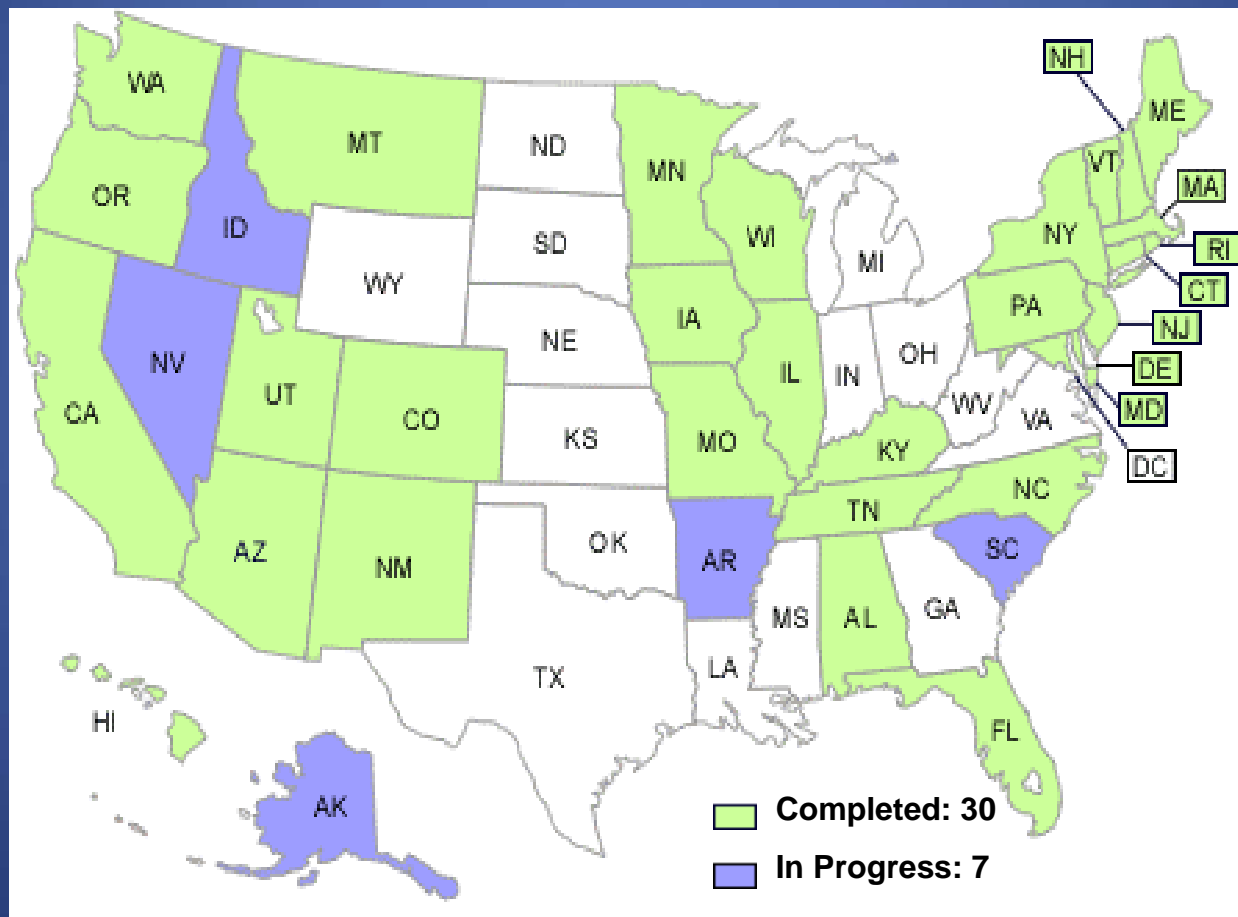 NH
WA
ME
MT
ND
VT
MN
OR
MA
ID
WI
NY
SD
RI
MI
WY
CT
PA
IA
NJ
NE
OH
NV
IL
IN
DE
UT
CA
WV
MD
CO
VA
MO
KS
KY
DC
NC
TN
OK
AZ
SC
AR
NM
MS
AL
GA
LA
TX
HI
FL
AK
Completed: 30
In Progress: 7